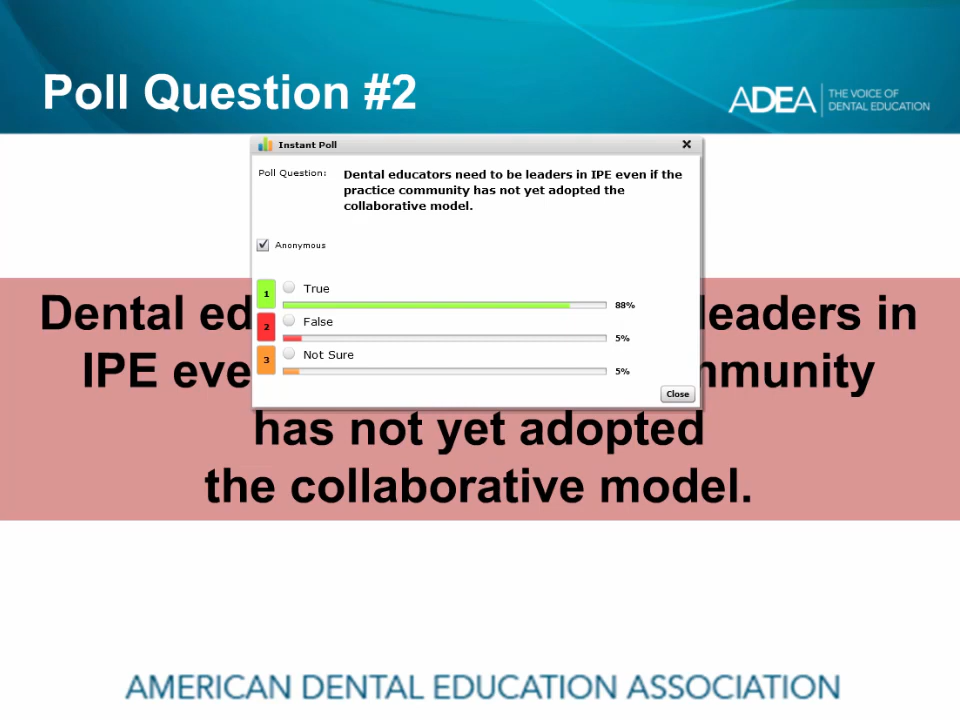 Poll Question #2
ADEA
THE VOICE OF
DENTAL EDUCATION
Instant Poll
Poll Question:
Dental educators need to be leaders in IPE even if the
practice community has not yet adopted the
collaborative model.
Anonymous
1 True
88%
2 False
5%
3 Not Sure
5%
Close
Dental leaders in
IPE
has not yet adopted
the collaborative model.
AMERICAN DENTAL EDUCATION ASSOCIATION